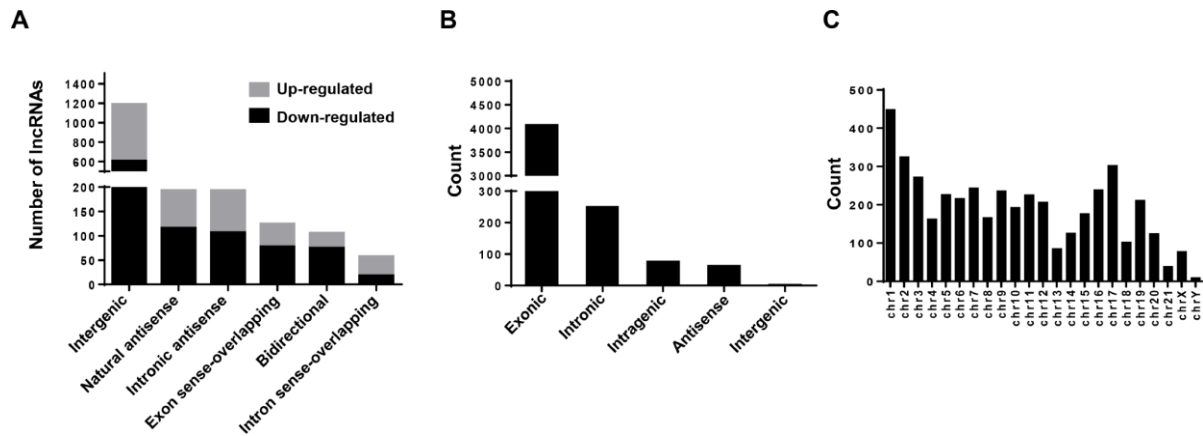 A
Number of lncRNAs
1400
1200
1000
800
600
200
150
100
50
0
Up-regulated
Down-regulated
Intergenic
Natural antisense
Intronic antisense
Exon sense-overlapping
Bidirectional
Intron sense-overlapping
B
Count
5000
4500
4000
3500
3000
300
200
100
0
Exonic
Intronic
Intragenic
Antisense
Intergenic
C
Count
500
400
300
200
100
0
chr1
chr2
chr3
chr4
chr5
chr6
chr7
chr8
chr9
chr10
chr11
chr12
chr13
chr14
chr15
chr16
chr17
chr18
chr19
chr20
chr21
chrX
chrY